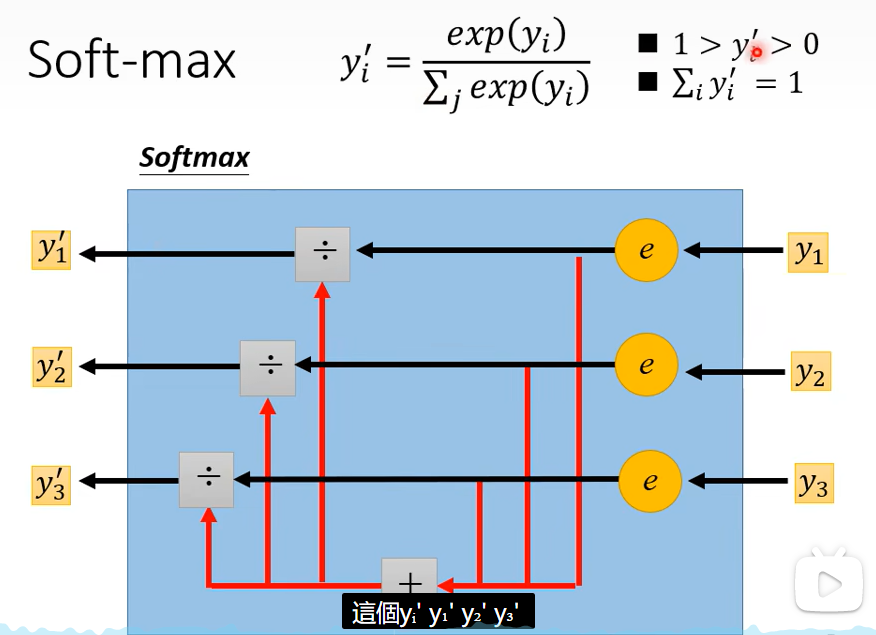 Soft-max
y′ᵢ = exp(yᵢ) / ∑ⱼ exp(yᵢ)
■ 1 > y′ᵢ > 0
■ ∑ᵢ y′ᵢ = 1
Softmax
y′₁ ÷ e y₁
y′₂ ÷ e y₂
y′₃ ÷ e y₃
+
這個yᵢ' y₁' y₂' y₃'